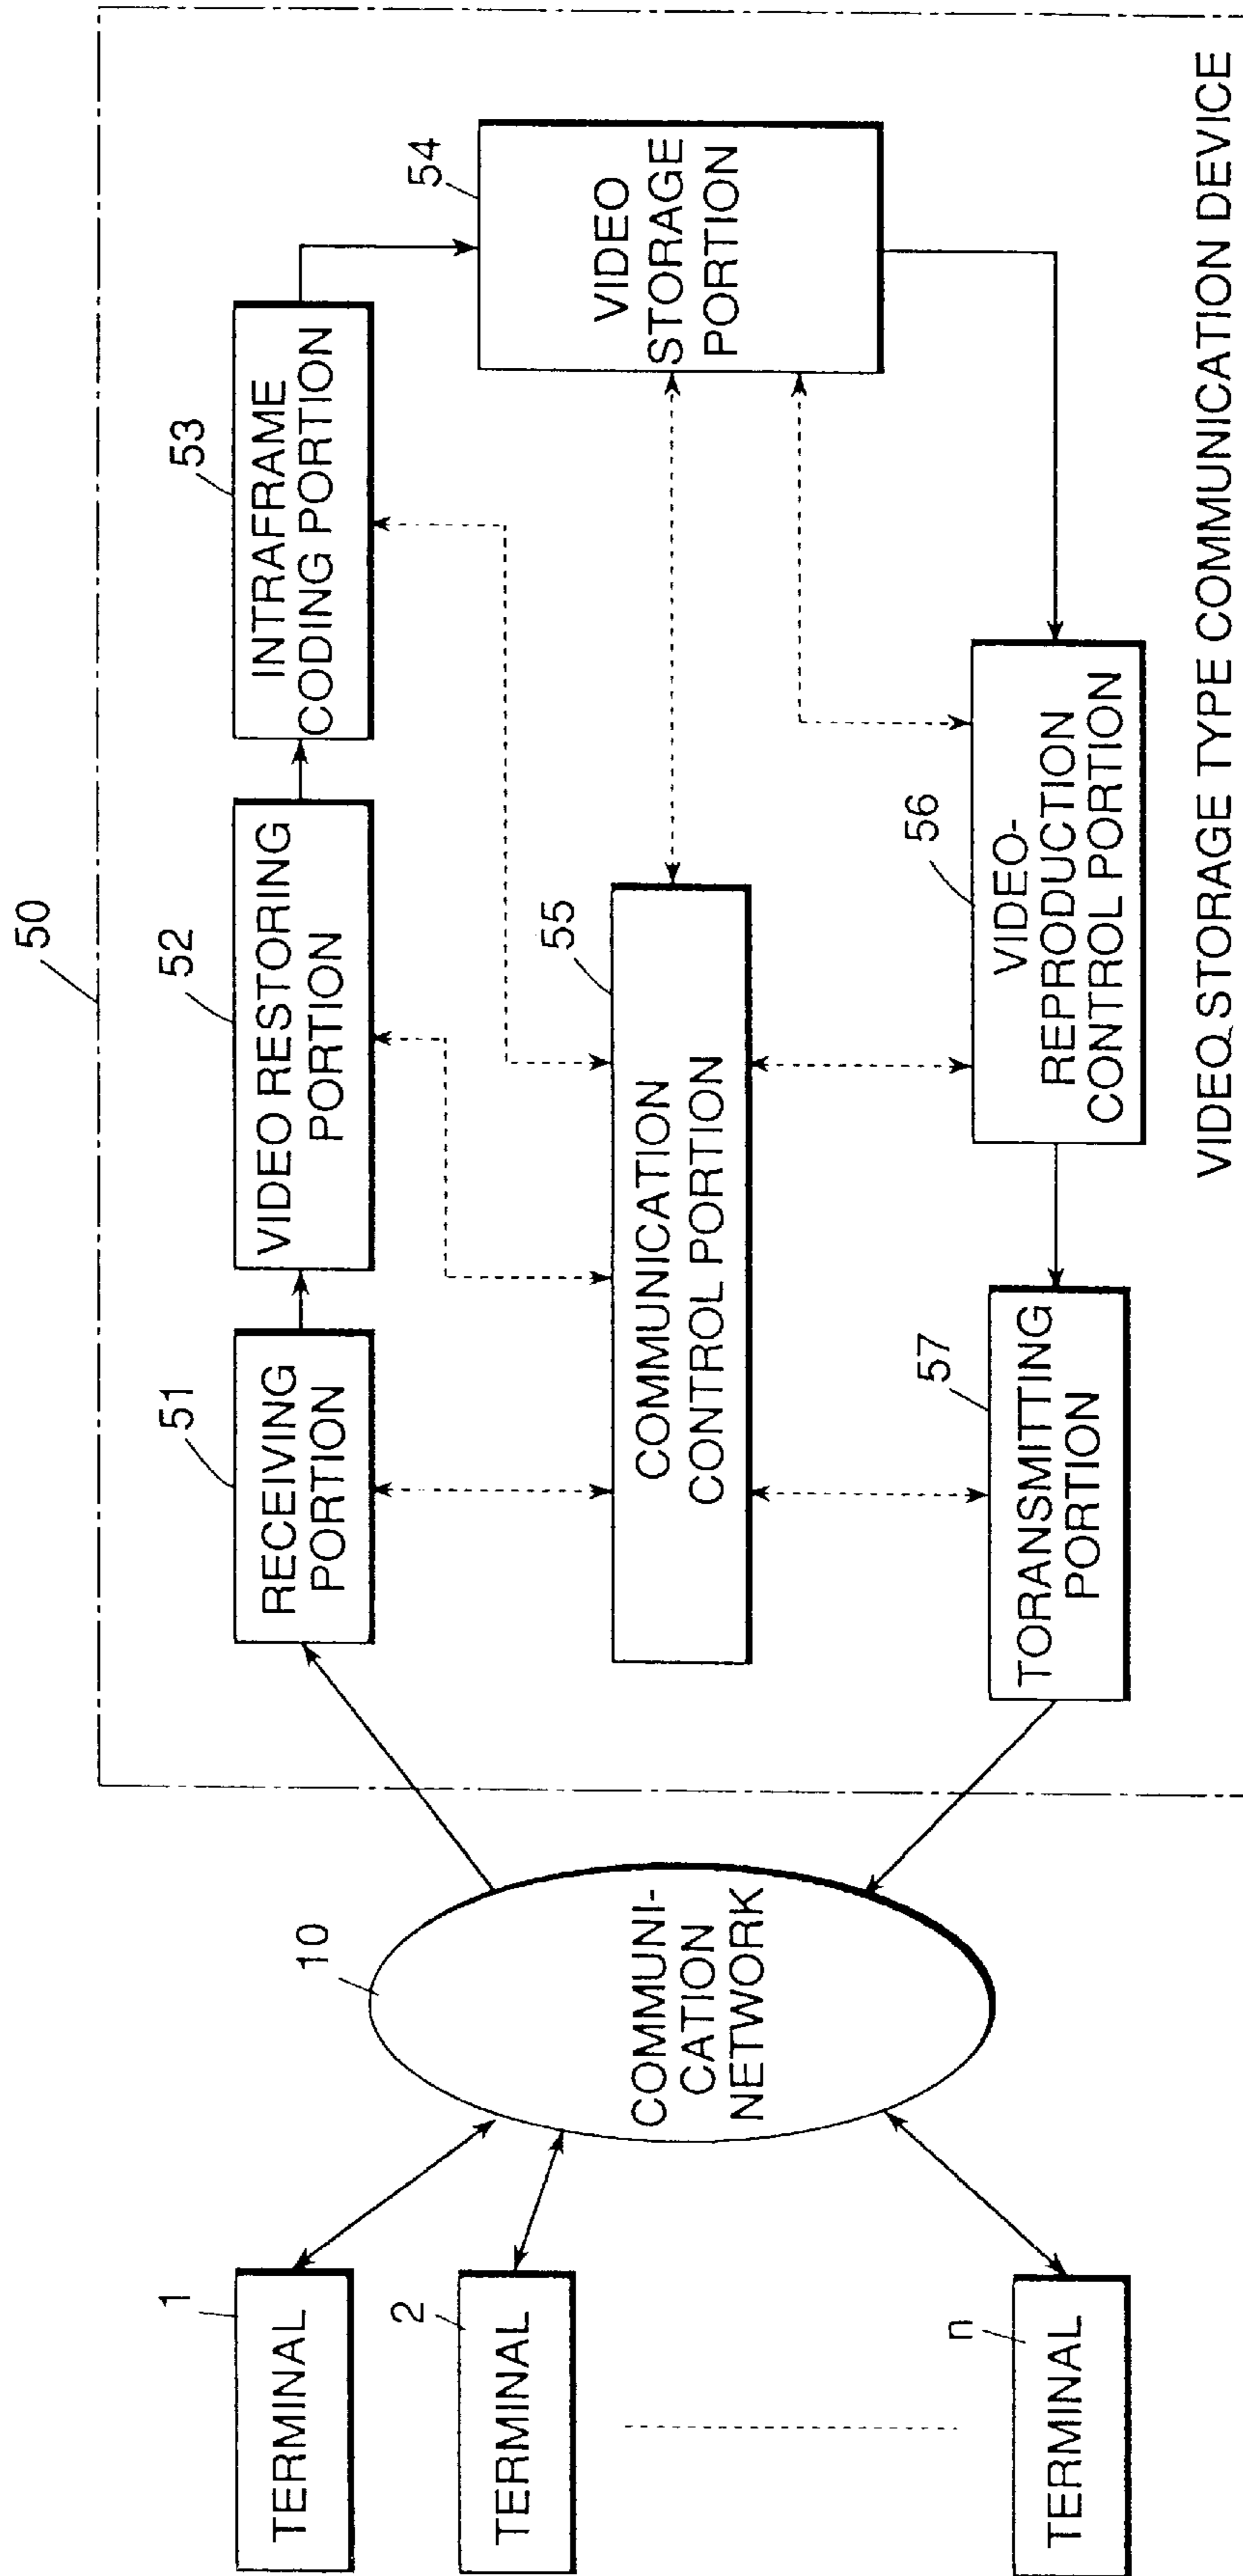 50
51
RECEIVING
PORTION
52
VIDEO RESTORING
PORTION
53
INTRAFRAME
CODING PORTION
54
VIDEO
STORAGE
PORTION
55
COMMUNICATION
CONTROL PORTION
56
VIDEO-
REPRODUCTION
CONTROL PORTION
57
TORANSMITTING
PORTION
VIDEO STORAGE TYPE COMMUNICATION DEVICE
10
COMMUNI-
CATION
NETWORK
1
TERMINAL
2
TERMINAL
n
TERMINAL